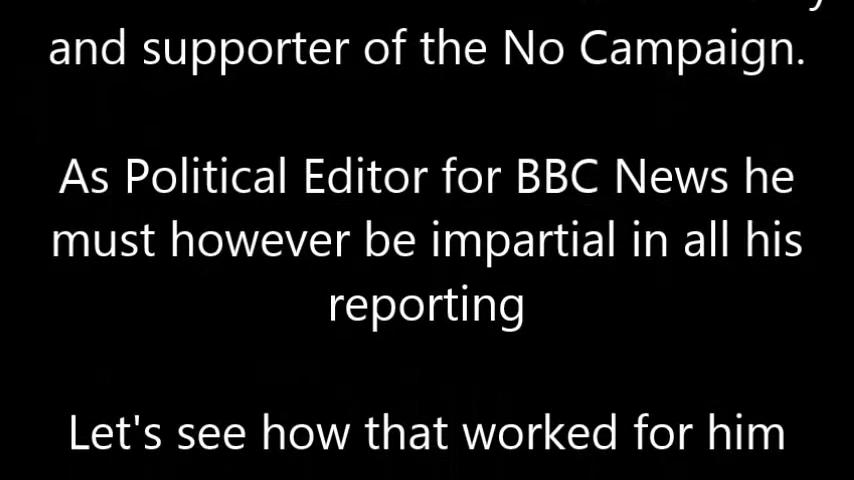 and supporter of the No Campaign.
As Political Editor for BBC News he
must however be impartial in all his
reporting
Let's see how that worked for him